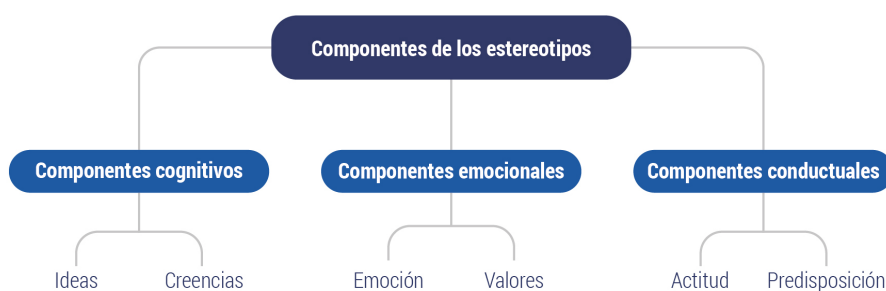 Componentes de los estereotipos
Componentes cognitivos
Componentes emocionales
Componentes conductuales
Ideas
Creencias
Emoción
Valores
Actitud
Predisposición